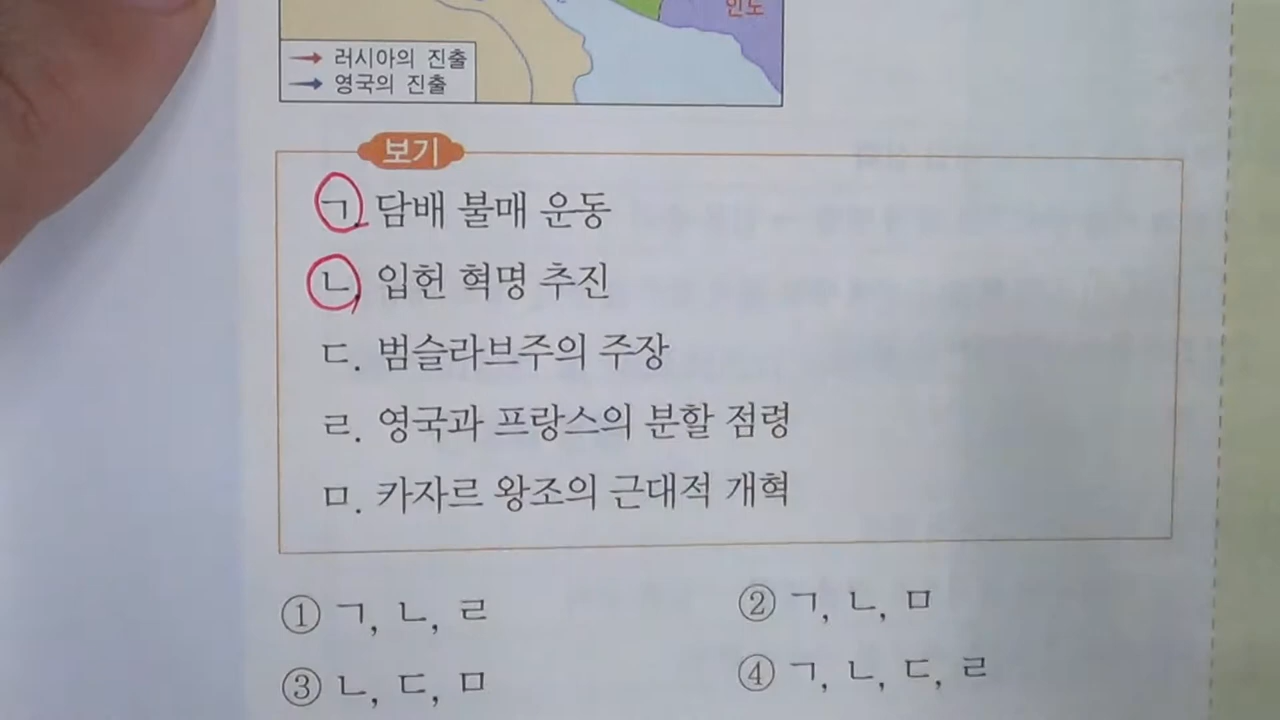 인도
→ 러시아의 진출
→ 영국의 진출
보기
ㄱ. 담배 불매 운동
ㄴ. 입헌 혁명 추진
ㄷ. 범슬라브주의 주장
ㄹ. 영국과 프랑스의 분할 점령
ㅁ. 카자르 왕조의 근대적 개혁
① ㄱ, ㄴ, ㄹ
② ㄱ, ㄴ, ㅁ
③ ㄴ, ㄷ, ㅁ
④ ㄱ, ㄴ, ㄷ, ㄹ